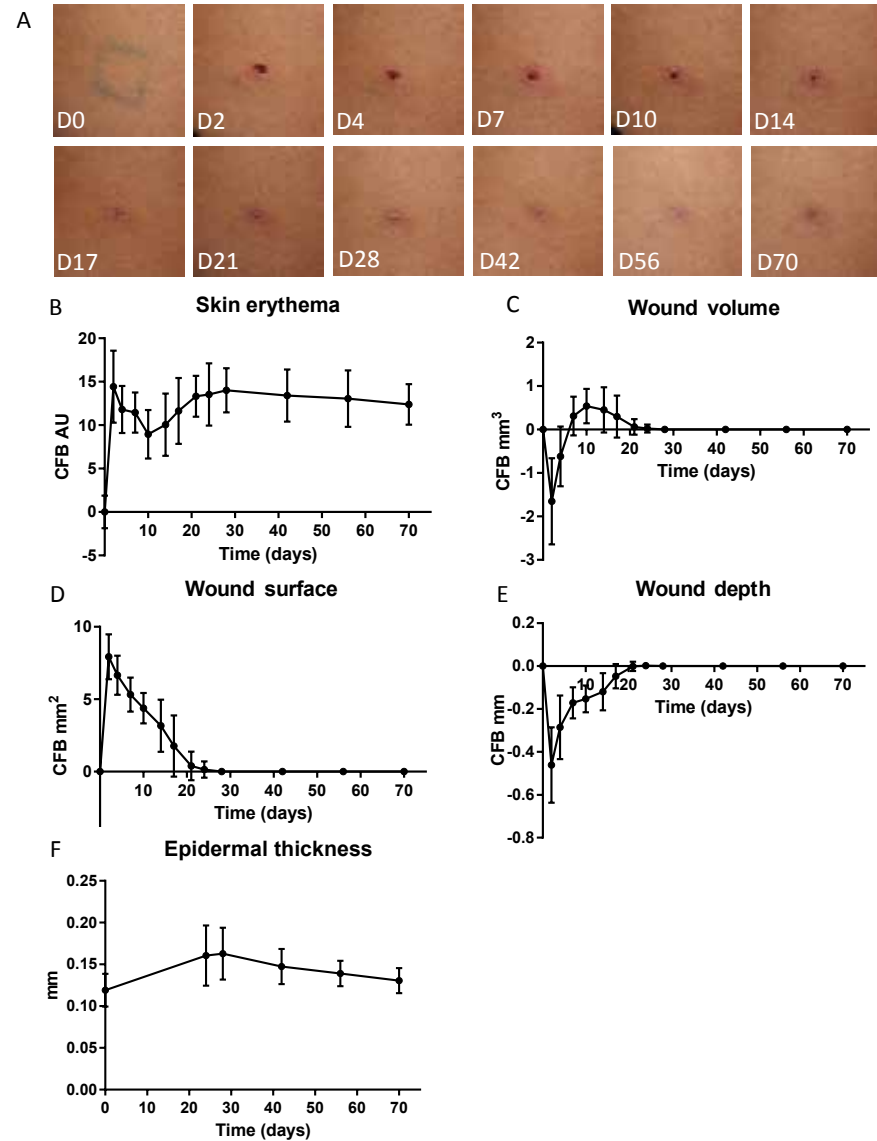 A
D0 D2 D4 D7 D10 D14
D17 D21 D28 D42 D56 D70
B Skin erythema
20
15
10
5
0
-5
CFB AU
10 20 30 40 50 60 70
Time (days)
C Wound volume
2
1
0
-1
-2
-3
CFB mm³
10 20 30 40 50 60 70
Time (days)
D Wound surface
10
5
0
CFB mm²
10 20 30 40 50 60 70
Time (days)
E Wound depth
0.2
0.0
-0.2
-0.4
-0.6
-0.8
CFB mm
10 20 30 40 50 60 70
Time (days)
F Epidermal thickness
0.25
0.20
0.15
0.10
0.05
0.00
mm
0 10 20 30 40 50 60 70
Time (days)